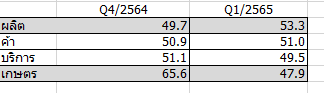 Q4/2564 Q1/2565
ผลิต 49.7 53.3
ค้า 50.9 51.0
บริการ 51.1 49.5
เกษตร 65.6 47.9